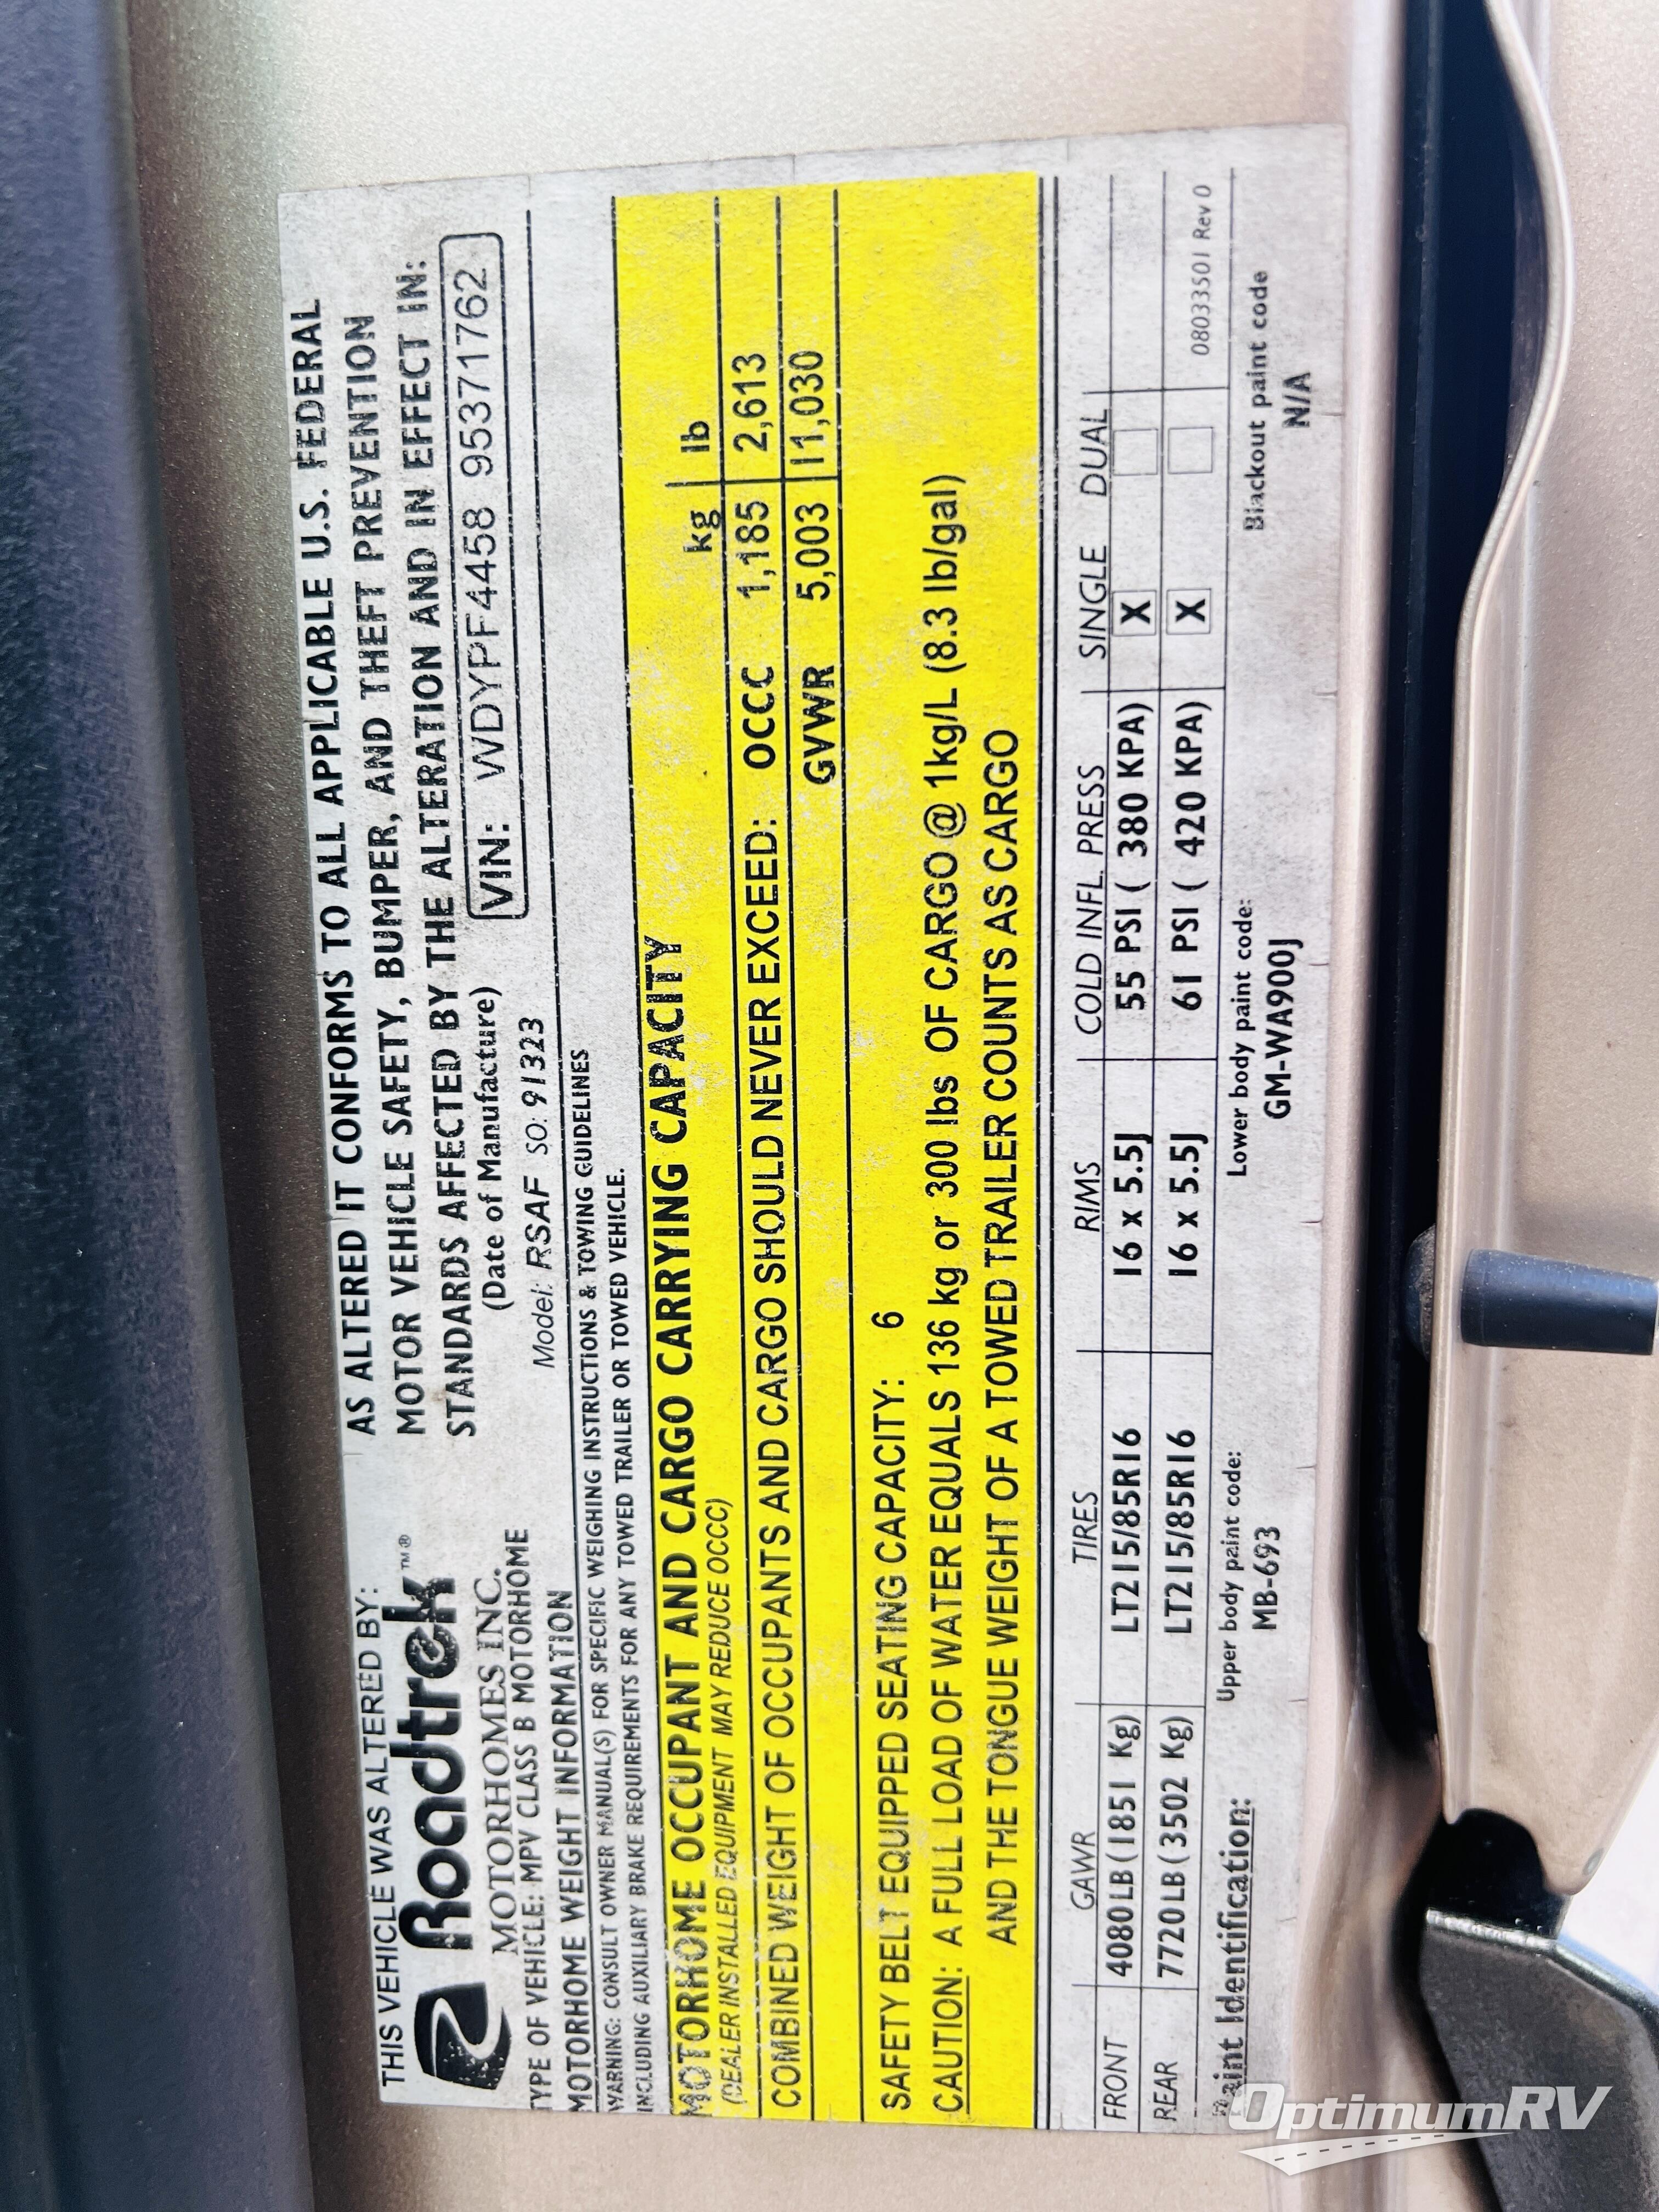 THIS VEHICLE WAS ALTERED BY:
Roadtrek™®
MOTORHOMES INC.
TYPE OF VEHICLE: MPV CLASS B MOTORHOME
AS ALTERED IT CONFORMS TO ALL APPLICABLE U.S. FEDERAL
MOTOR VEHICLE SAFETY, BUMPER, AND THEFT PREVENTION
STANDARDS AFFECTED BY THE ALTERATION AND IN EFFECT IN:
(Date of Manufacture) VIN: WDYPF4458 95371762
Model: RSAF SO: 91323
MOTORHOME WEIGHT INFORMATION
WARNING: CONSULT OWNER MANUAL(S) FOR SPECIFIC WEIGHING INSTRUCTIONS & TOWING GUIDELINES
INCLUDING AUXILIARY BRAKE REQUIREMENTS FOR ANY TOWED TRAILER OR TOWED VEHICLE.
MOTORHOME OCCUPANT AND CARGO CARRYING CAPACITY
(DEALER INSTALLED EQUIPMENT MAY REDUCE OCCC) kg lb
COMBINED WEIGHT OF OCCUPANTS AND CARGO SHOULD NEVER EXCEED: OCCC 1,185 2,613
GVWR 5,003 11,030
SAFETY BELT EQUIPPED SEATING CAPACITY: 6
CAUTION: A FULL LOAD OF WATER EQUALS 136 kg or 300 lbs OF CARGO @ 1kg/L (8.3 lb/gal)
AND THE TONGUE WEIGHT OF A TOWED TRAILER COUNTS AS CARGO
GAWR TIRES RIMS COLD INFL. PRESS SINGLE DUAL
FRONT 4080LB (1851 Kg) LT215/85R16 16 x 5.5J 55 PSI ( 380 KPA) X
REAR 7720LB (3502 Kg) LT215/85R16 16 x 5.5J 61 PSI ( 420 KPA) X 08033501 Rev 0
Paint Identification: Upper body paint code: Lower body paint code: Blackout paint code
MB-693 GM-WA900J N/A
OptimumRV